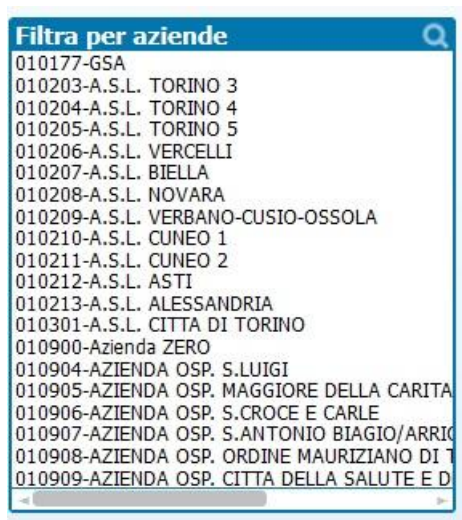 Filtra per aziende
010177-GSA
010203-A.S.L. TORINO 3
010204-A.S.L. TORINO 4
010205-A.S.L. TORINO 5
010206-A.S.L. VERCELLI
010207-A.S.L. BIELLA
010208-A.S.L. NOVARA
010209-A.S.L. VERBANO-CUSIO-OSSOLA
010210-A.S.L. CUNEO 1
010211-A.S.L. CUNEO 2
010212-A.S.L. ASTI
010213-A.S.L. ALESSANDRIA
010301-A.S.L. CITTA DI TORINO
010900-Azienda ZERO
010904-AZIENDA OSP. S.LUIGI
010905-AZIENDA OSP. MAGGIORE DELLA CARITA
010906-AZIENDA OSP. S.CROCE E CARLE
010907-AZIENDA OSP. S.ANTONIO BIAGIO/ARRIC
010908-AZIENDA OSP. ORDINE MAURIZIANO DI T
010909-AZIENDA OSP. CITTA DELLA SALUTE E D